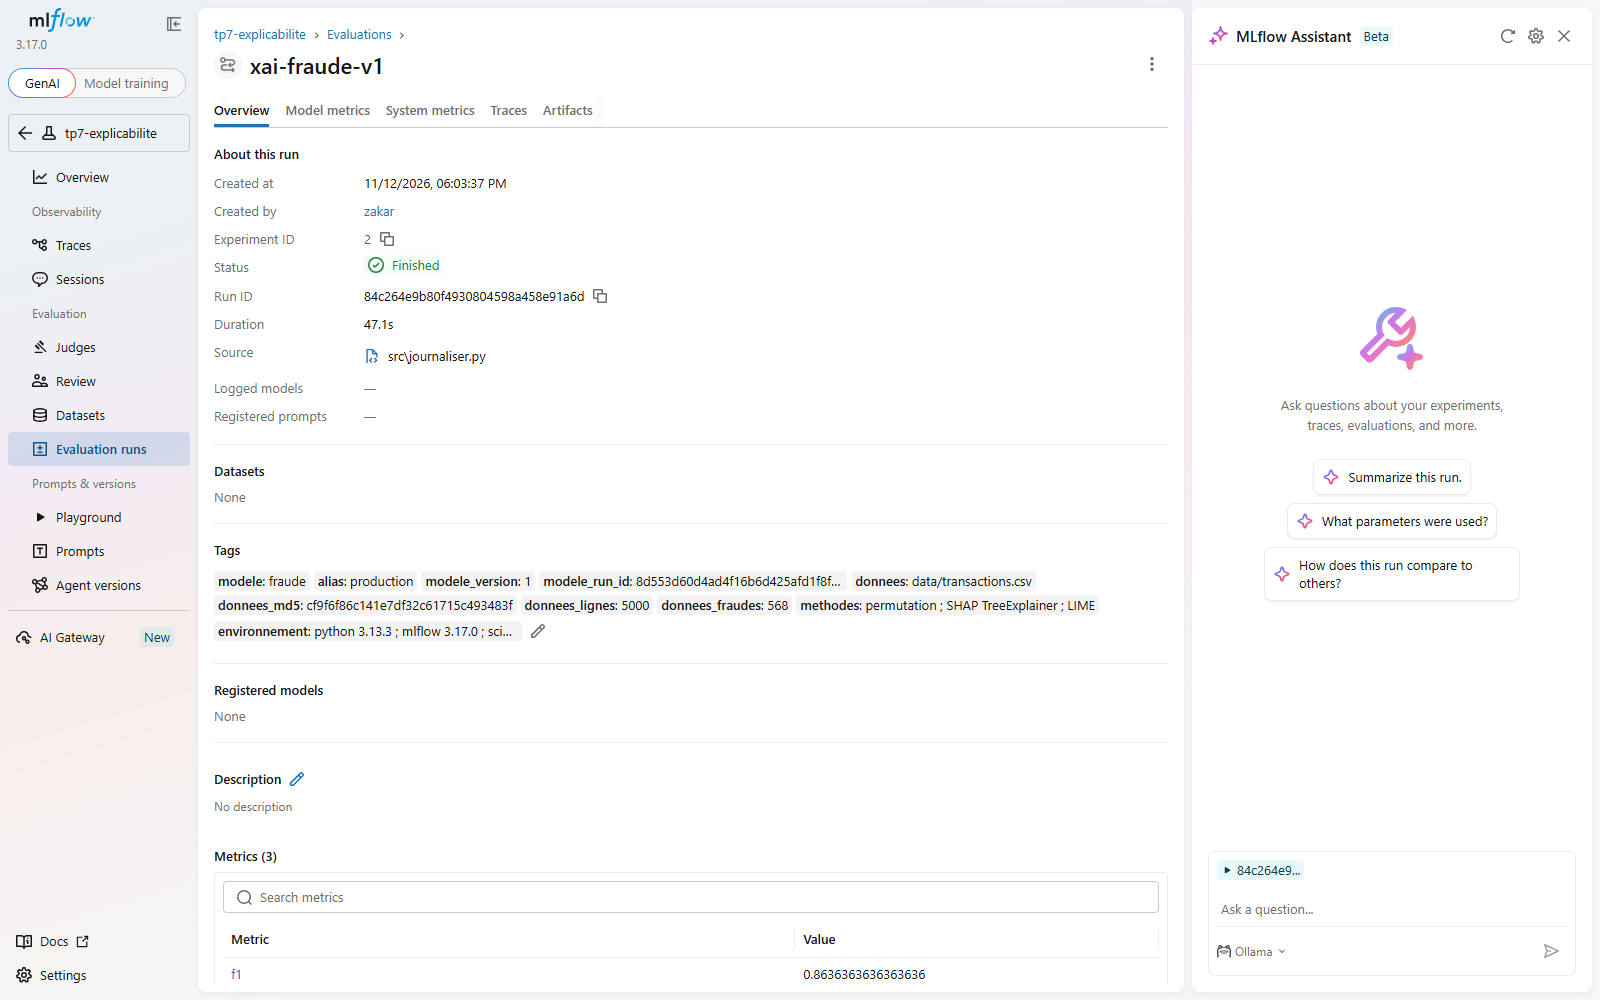 mlflow
3.17.0
GenAI
Model training
tp7-explicabilite
Overview
Observability
Traces
Sessions
Evaluation
Judges
Review
Datasets
Evaluation runs
Prompts & versions
Playground
Prompts
Agent versions
AI Gateway New
Docs
Settings
tp7-explicabilite › Evaluations ›
xai-fraude-v1
Overview Model metrics System metrics Traces Artifacts
About this run
Created at 11/12/2026, 06:03:37 PM
Created by zakar
Experiment ID 2
Status Finished
Run ID 84c264e9b80f4930804598a458e91a6d
Duration 47.1s
Source src\journaliser.py
Logged models —
Registered prompts —
Datasets
None
Tags
modele: fraude alias: production modele_version: 1 modele_run_id: 8d553d60d4ad4f16b6d425afd1f8f... donnees: data/transactions.csv
donnees_md5: cf9f6f86c141e7df32c61715c493483f donnees_lignes: 5000 donnees_fraudes: 568 methodes: permutation ; SHAP TreeExplainer ; LIME
environnement: python 3.13.3 ; mlflow 3.17.0 ; sci...
Registered models
None
Description
No description
Metrics (3)
Search metrics
Metric Value
f1 0.8636363636363636
MLflow Assistant Beta
Ask questions about your experiments,
traces, evaluations, and more.
Summarize this run.
What parameters were used?
How does this run compare to
others?
84c264e9...
Ask a question...
Ollama